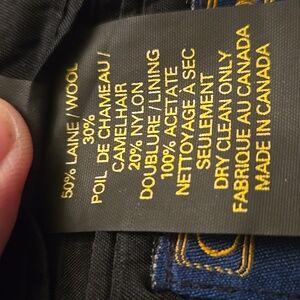 50% LAINE / WOOL
30%
POIL DE CHAMEAU /
CAMELHAIR
20% NYLON
DOUBLURE / LINING
100% ACETATE
NETTOYAGE À SEC
SEULEMENT
DRY CLEAN ONLY
FABRIQUE AU CANADA
MADE IN CANADA